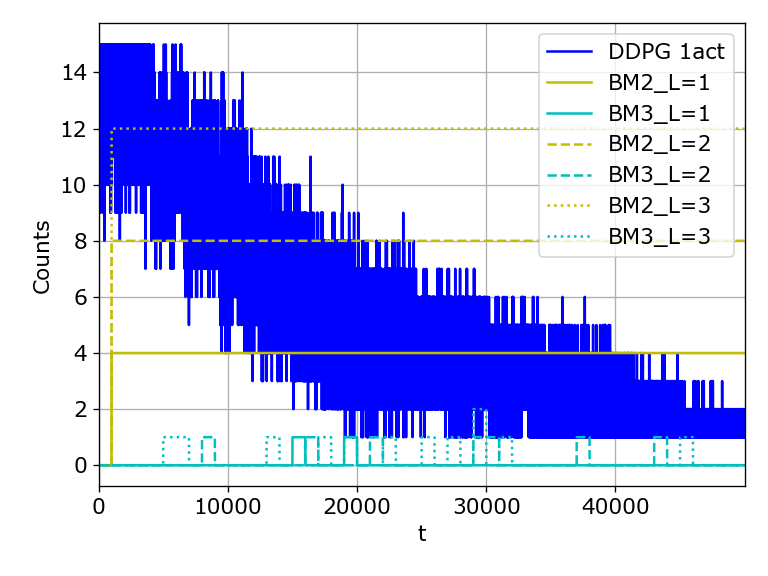 DDPG 1act
BM2_L=1
BM3_L=1
BM2_L=2
BM3_L=2
BM2_L=3
BM3_L=3
Counts
14
12
10
8
6
4
2
0
0 10000 20000 30000 40000
t